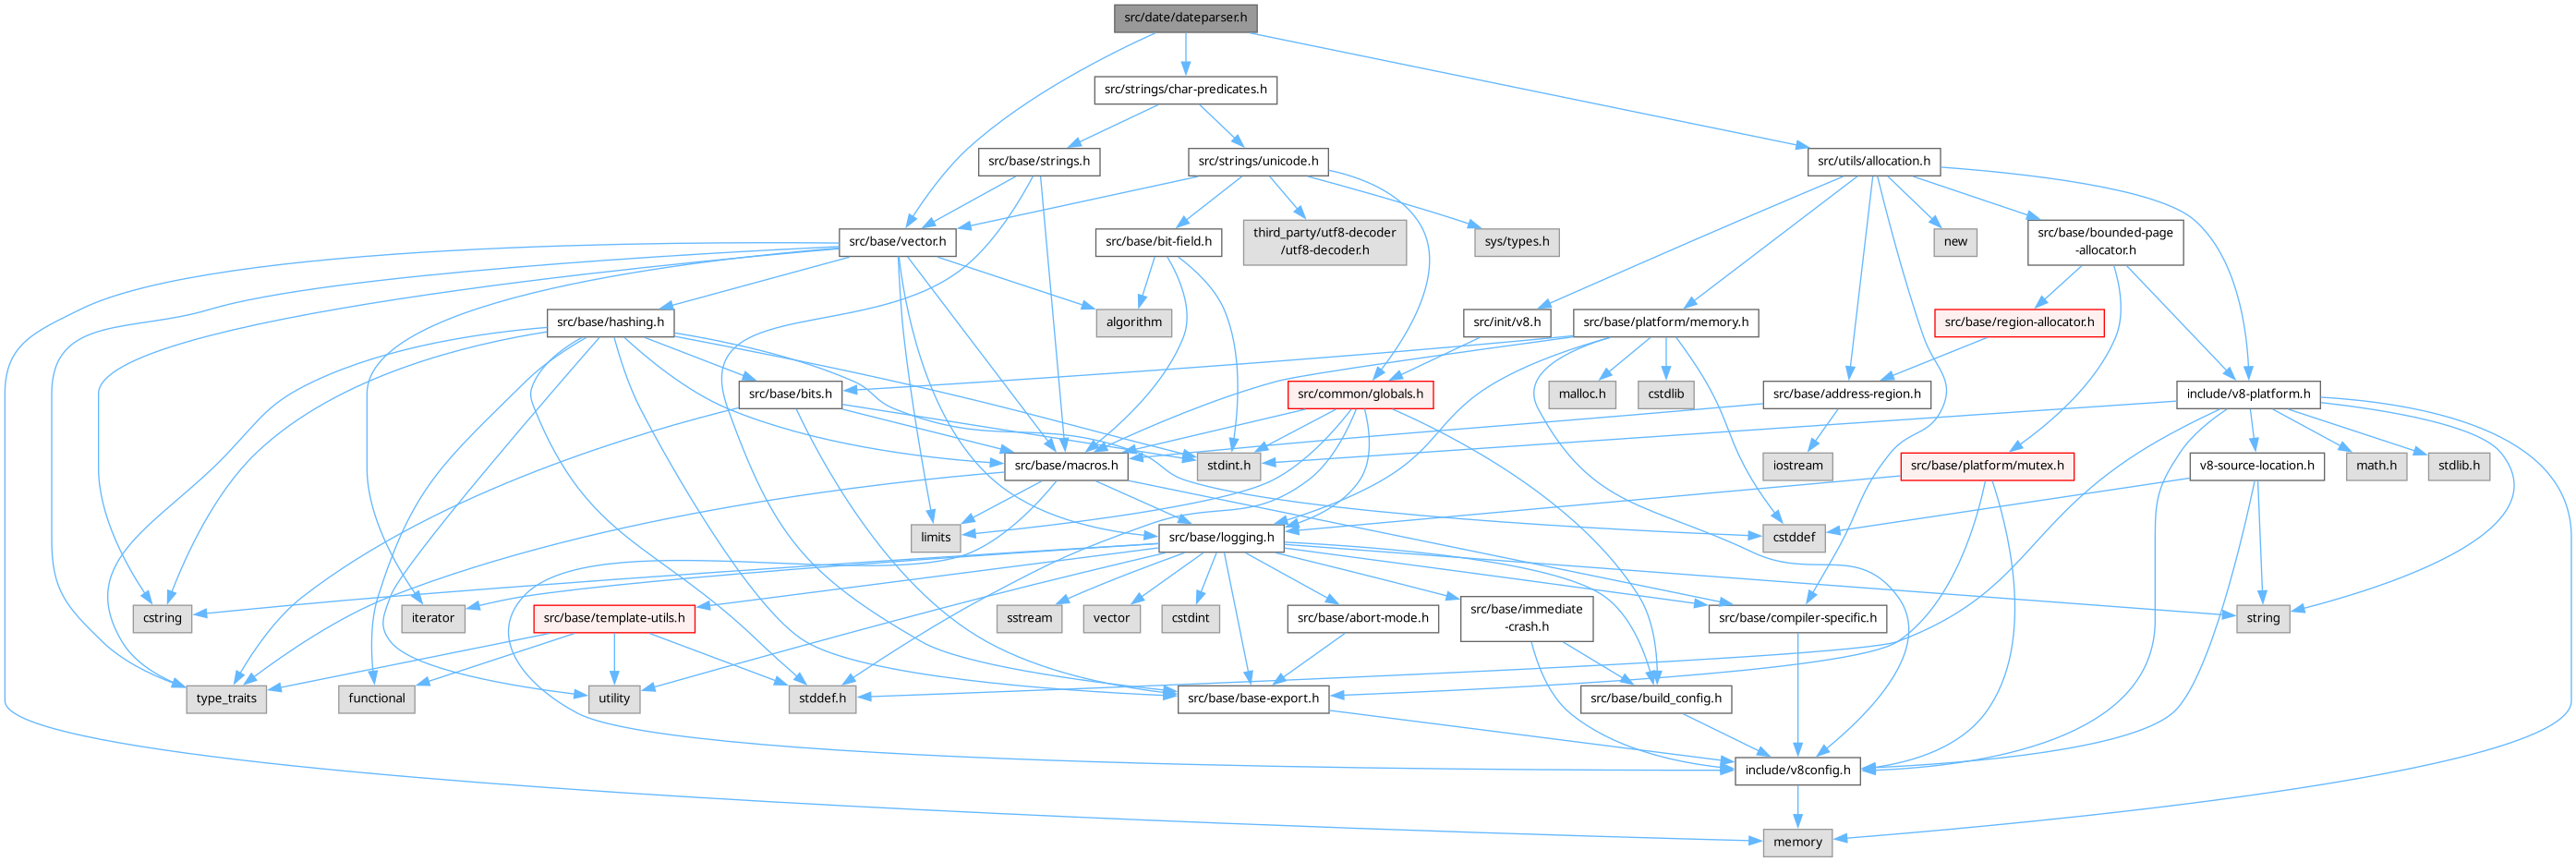 src/date/dateparser.h
src/strings/char-predicates.h
src/base/strings.h
src/strings/unicode.h
src/utils/allocation.h
src/base/vector.h
src/base/bit-field.h
third_party/utf8-decoder
/utf8-decoder.h
sys/types.h
new
src/base/bounded-page
-allocator.h
src/base/hashing.h
algorithm
src/init/v8.h
src/base/platform/memory.h
src/base/region-allocator.h
src/base/bits.h
src/common/globals.h
malloc.h
cstdlib
src/base/address-region.h
include/v8-platform.h
src/base/macros.h
stdint.h
iostream
src/base/platform/mutex.h
v8-source-location.h
math.h
stdlib.h
limits
src/base/logging.h
cstddef
cstring
iterator
src/base/template-utils.h
sstream
vector
cstdint
src/base/abort-mode.h
src/base/immediate
-crash.h
src/base/compiler-specific.h
string
type_traits
functional
utility
stddef.h
src/base/base-export.h
src/base/build_config.h
include/v8config.h
memory